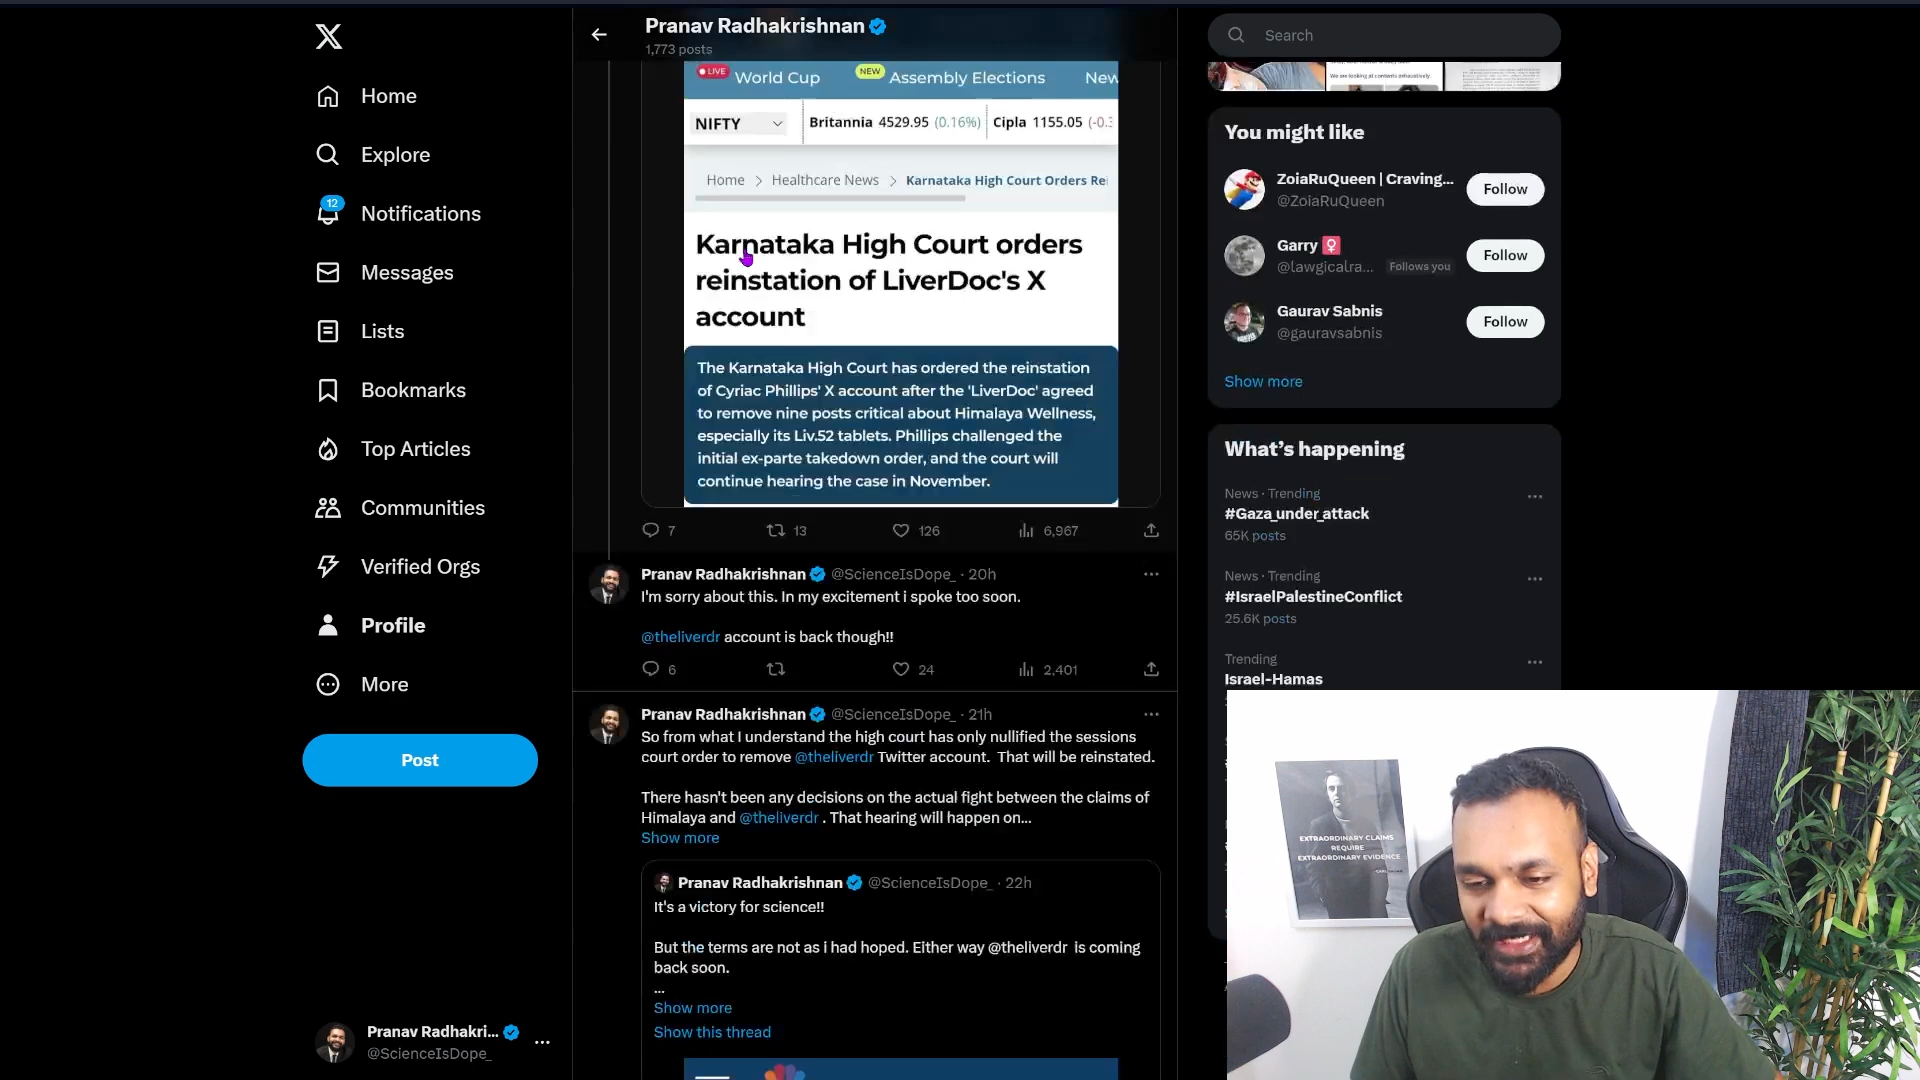 Home
Explore
12
Notifications
Messages
Lists
Bookmarks
Top Articles
Communities
Verified Orgs
Profile
More
Post
Pranav Radhakri...
@ScienceIsDope_
Pranav Radhakrishnan
1,773 posts
LIVE World Cup NEW Assembly Elections New
NIFTY Britannia 4529.95 (0.16%) Cipla 1155.05 (-0.3
Home > Healthcare News > Karnataka High Court Orders Rei
Karnataka High Court orders
reinstation of LiverDoc's X
account
The Karnataka High Court has ordered the reinstation
of Cyriac Phillips' X account after the 'LiverDoc' agreed
to remove nine posts critical about Himalaya Wellness,
especially its Liv.52 tablets. Phillips challenged the
initial ex-parte takedown order, and the court will
continue hearing the case in November.
7 13 126 6,967
Pranav Radhakrishnan @ScienceIsDope_ · 20h
I'm sorry about this. In my excitement i spoke too soon.
@theliverdr account is back though!!
6 24 2,401
Pranav Radhakrishnan @ScienceIsDope_ · 21h
So from what I understand the high court has only nullified the sessions
court order to remove @theliverdr Twitter account. That will be reinstated.
There hasn't been any decisions on the actual fight between the claims of
Himalaya and @theliverdr . That hearing will happen on...
Show more
Pranav Radhakrishnan @ScienceIsDope_ · 22h
It's a victory for science!!
But the terms are not as i had hoped. Either way @theliverdr is coming
back soon.
...
Show more
Show this thread
Search
We are looking at contents exhaustively.
You might like
ZoiaRuQueen | Craving...
@ZoiaRuQueen
Follow
Garry
@lawgicalra... Follows you
Follow
Gaurav Sabnis
@gauravsabnis
Follow
Show more
What's happening
News · Trending
#Gaza_under_attack
65K posts
News · Trending
#IsraelPalestineConflict
25.6K posts
Trending
Israel-Hamas
EXTRAORDINARY CLAIMS
REQUIRE
EXTRAORDINARY EVIDENCE